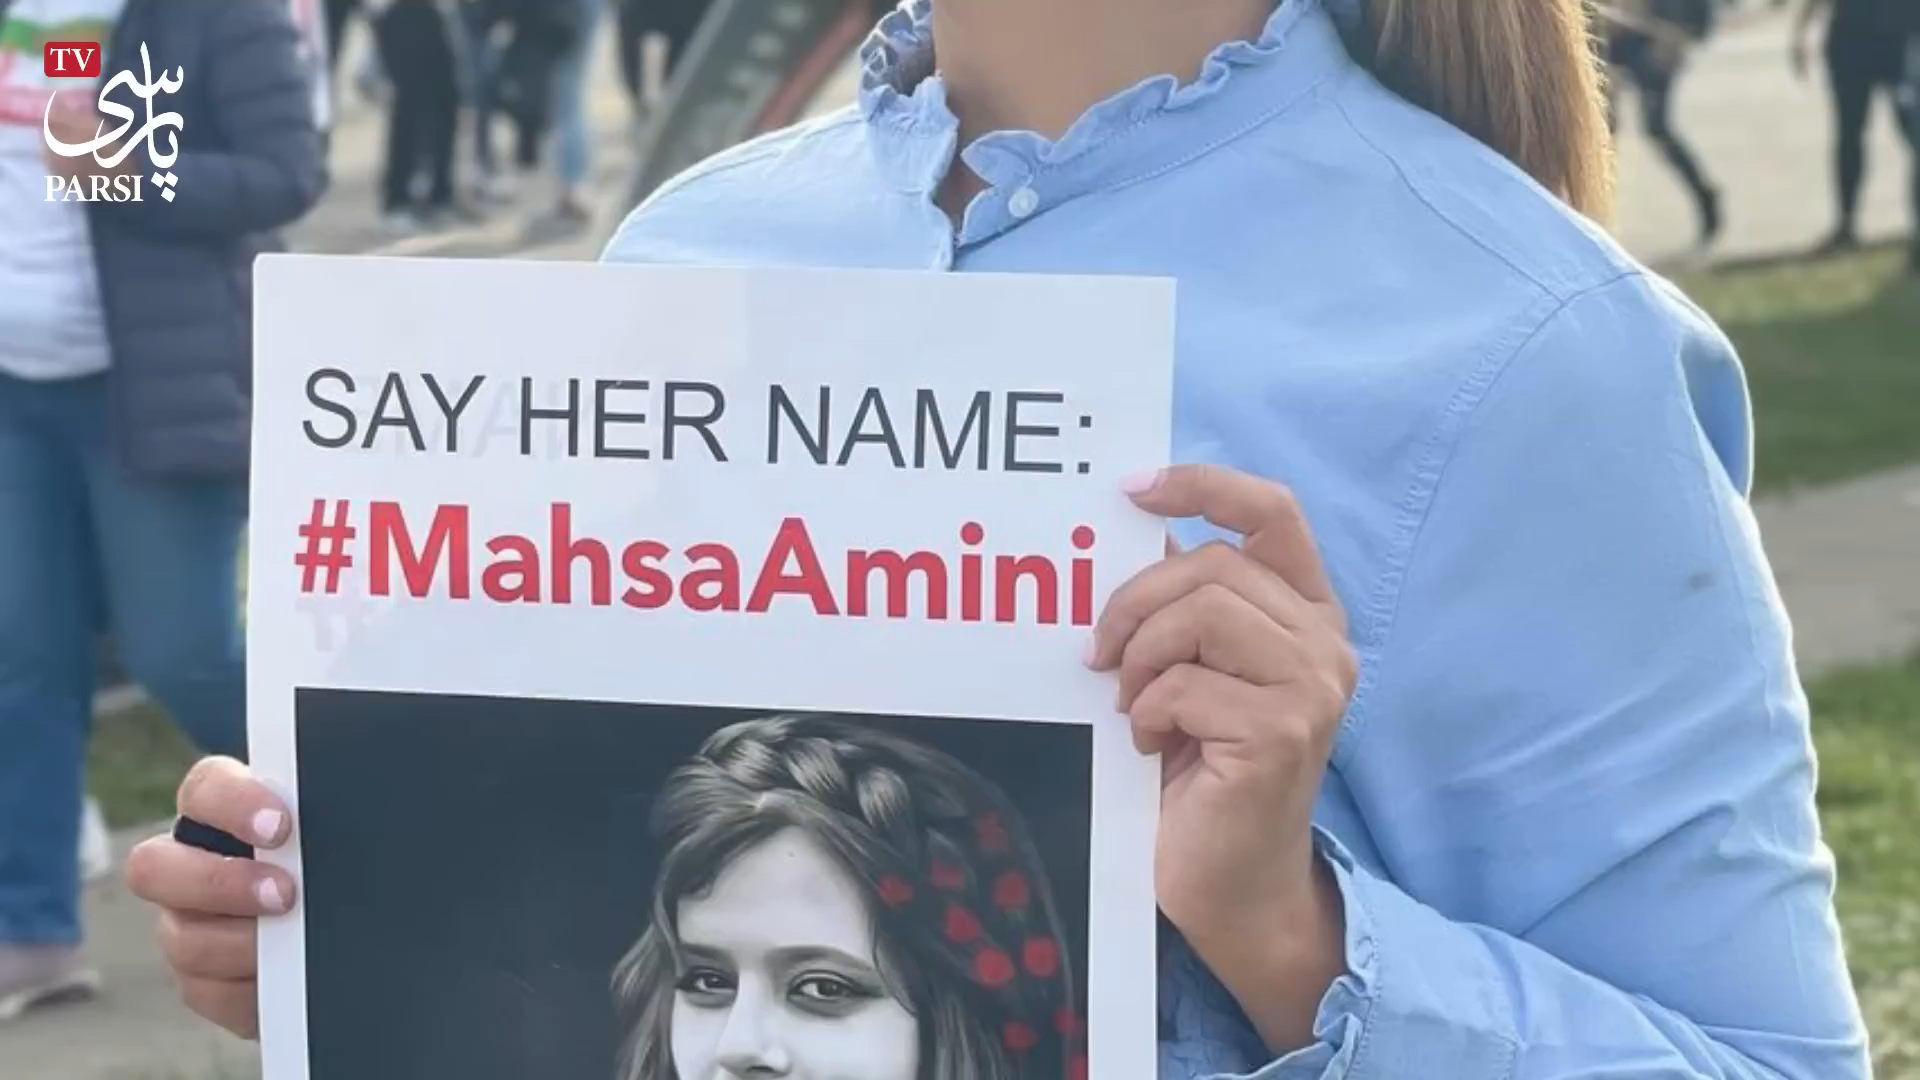 TV
پارسی
PARSI
SAY HER NAME:
#MahsaAmini